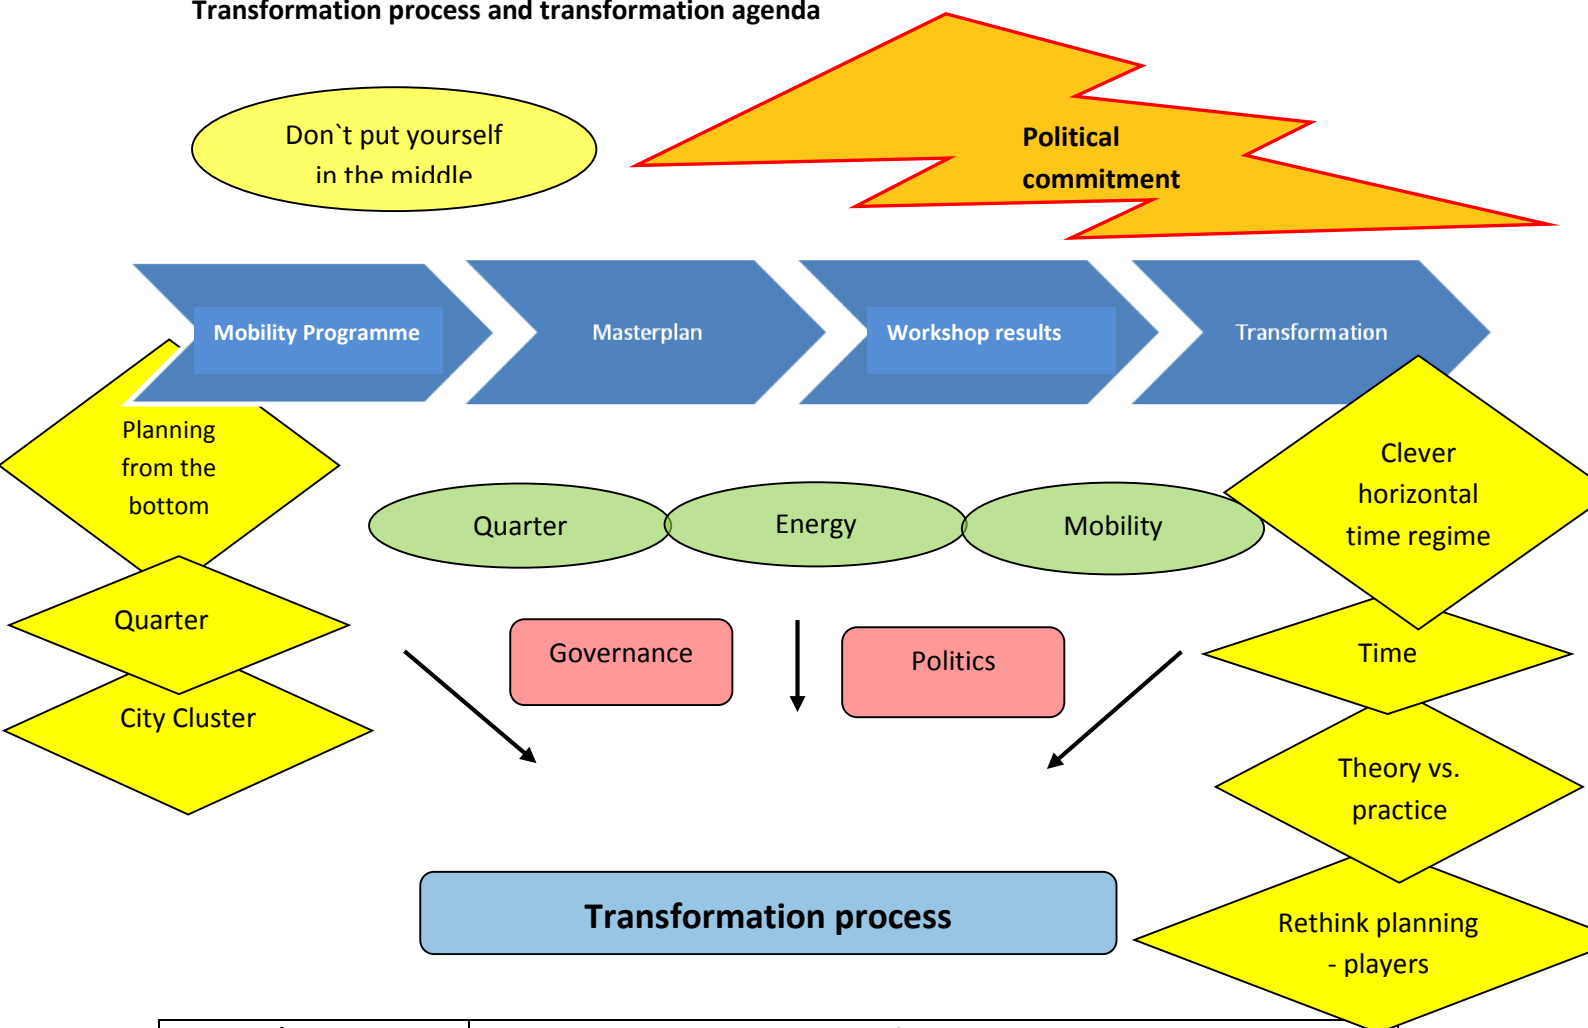 Transformation process and transformation agenda
Don`t put yourself
in the middle
Political
commitment
Mobility Programme
Masterplan
Workshop results
Transformation
Planning
from the
bottom
Quarter
City Cluster
Quarter
Energy
Mobility
Governance
Politics
Clever
horizontal
time regime
Time
Theory vs.
practice
Rethink planning
- players
Transformation process